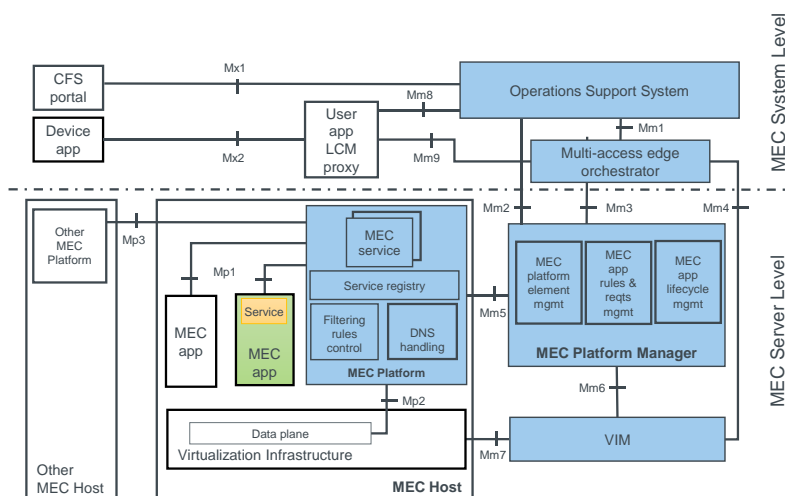 MEC System Level
Mx1
CFS
portal
Operations Support System
Mm8
User
app
LCM
proxy
Device
app
Mx2
Mm9
Mm1
Multi-access edge
orchestrator
MEC Server Level
Mm2
Mm3
Mm4
Other
MEC
Platform
Mp3
MEC
service
Mp1
Service registry
Filtering
rules
control
DNS
handling
MEC Platform
MEC
app
Service
MEC
app
Mm5
MEC
platform
element
mgmt
MEC
app
rules &
reqts
mgmt
MEC
app
lifecycle
mgmt
MEC Platform Manager
Mp2
Mm6
Data plane
Virtualization Infrastructure
Mm7
VIM
Other
MEC Host
MEC Host